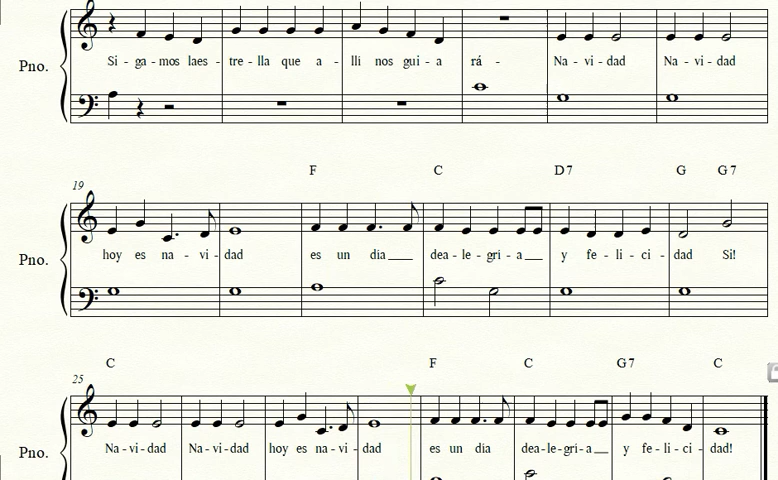 Pno.
Si - ga - mos laes - tre - lla que a - lli nos gui - a rá - Na - vi - dad Na - vi - dad
F C D7 G G7
19
Pno.
hoy es na - vi - dad es un dia dea - le - gri - a y fe - li - ci - dad Si!
C F C G7 C
25
Pno.
Na - vi - dad Na - vi - dad hoy es na - vi - dad es un dia dea - le - gri - a y fe - li - ci - dad!